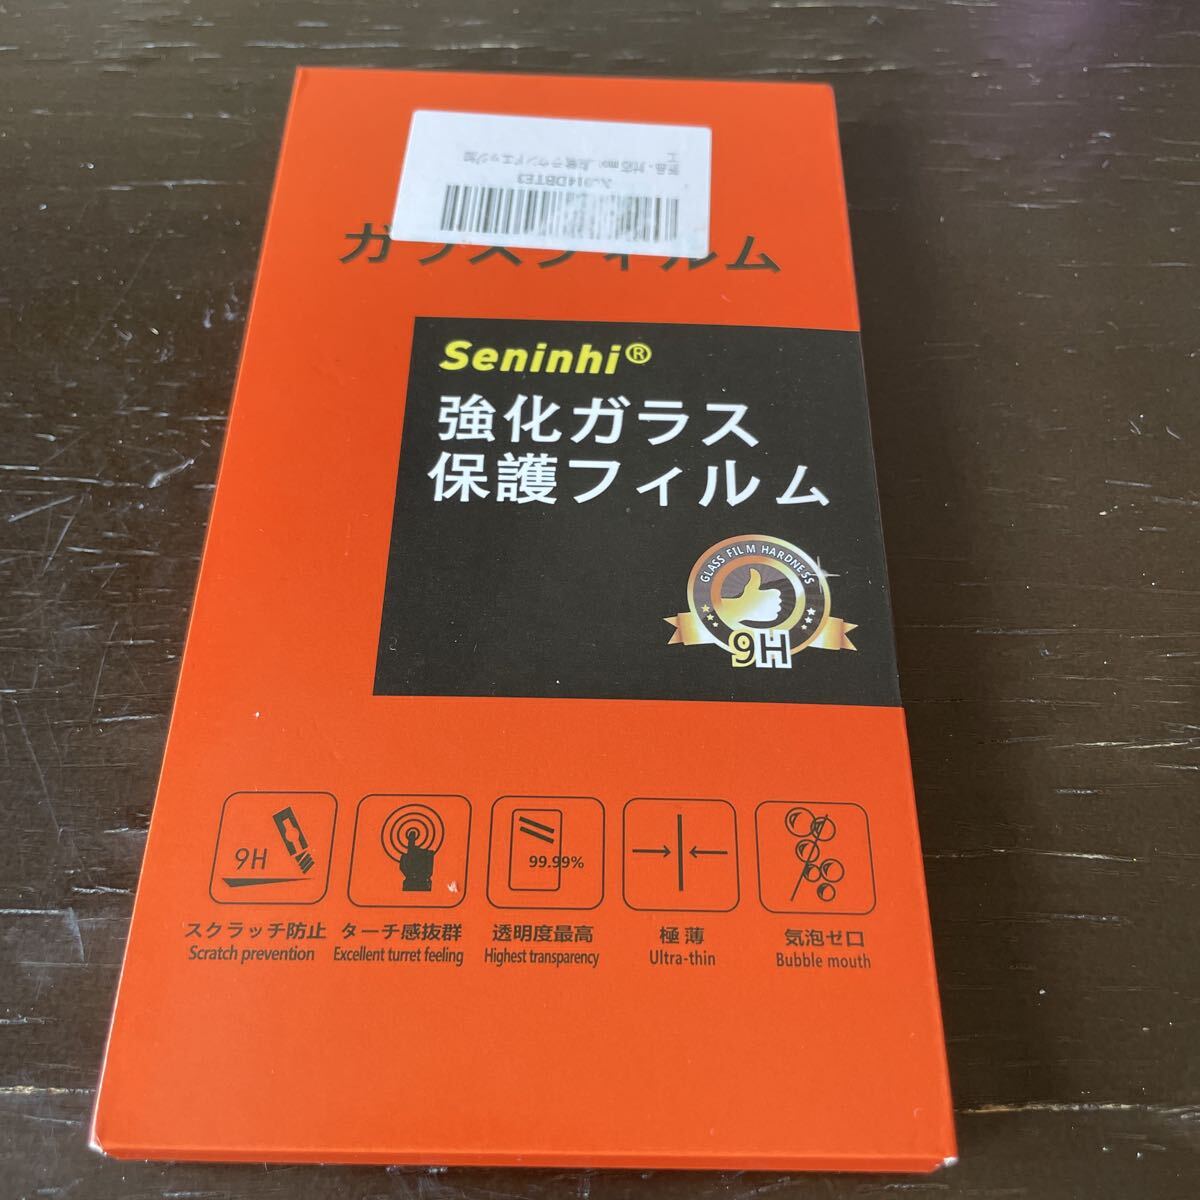 X0014DBTE3
ガラスフィルム
Seninhi®
強化ガラス
保護フィルム
GLASS FILM HARDNESS
9H
9H
99.99%
スクラッチ防止 ターチ感抜群 透明度最高 極薄 気泡ゼロ
Scratch prevention Excellent turret feeling Highest transparency Ultra-thin Bubble mouth